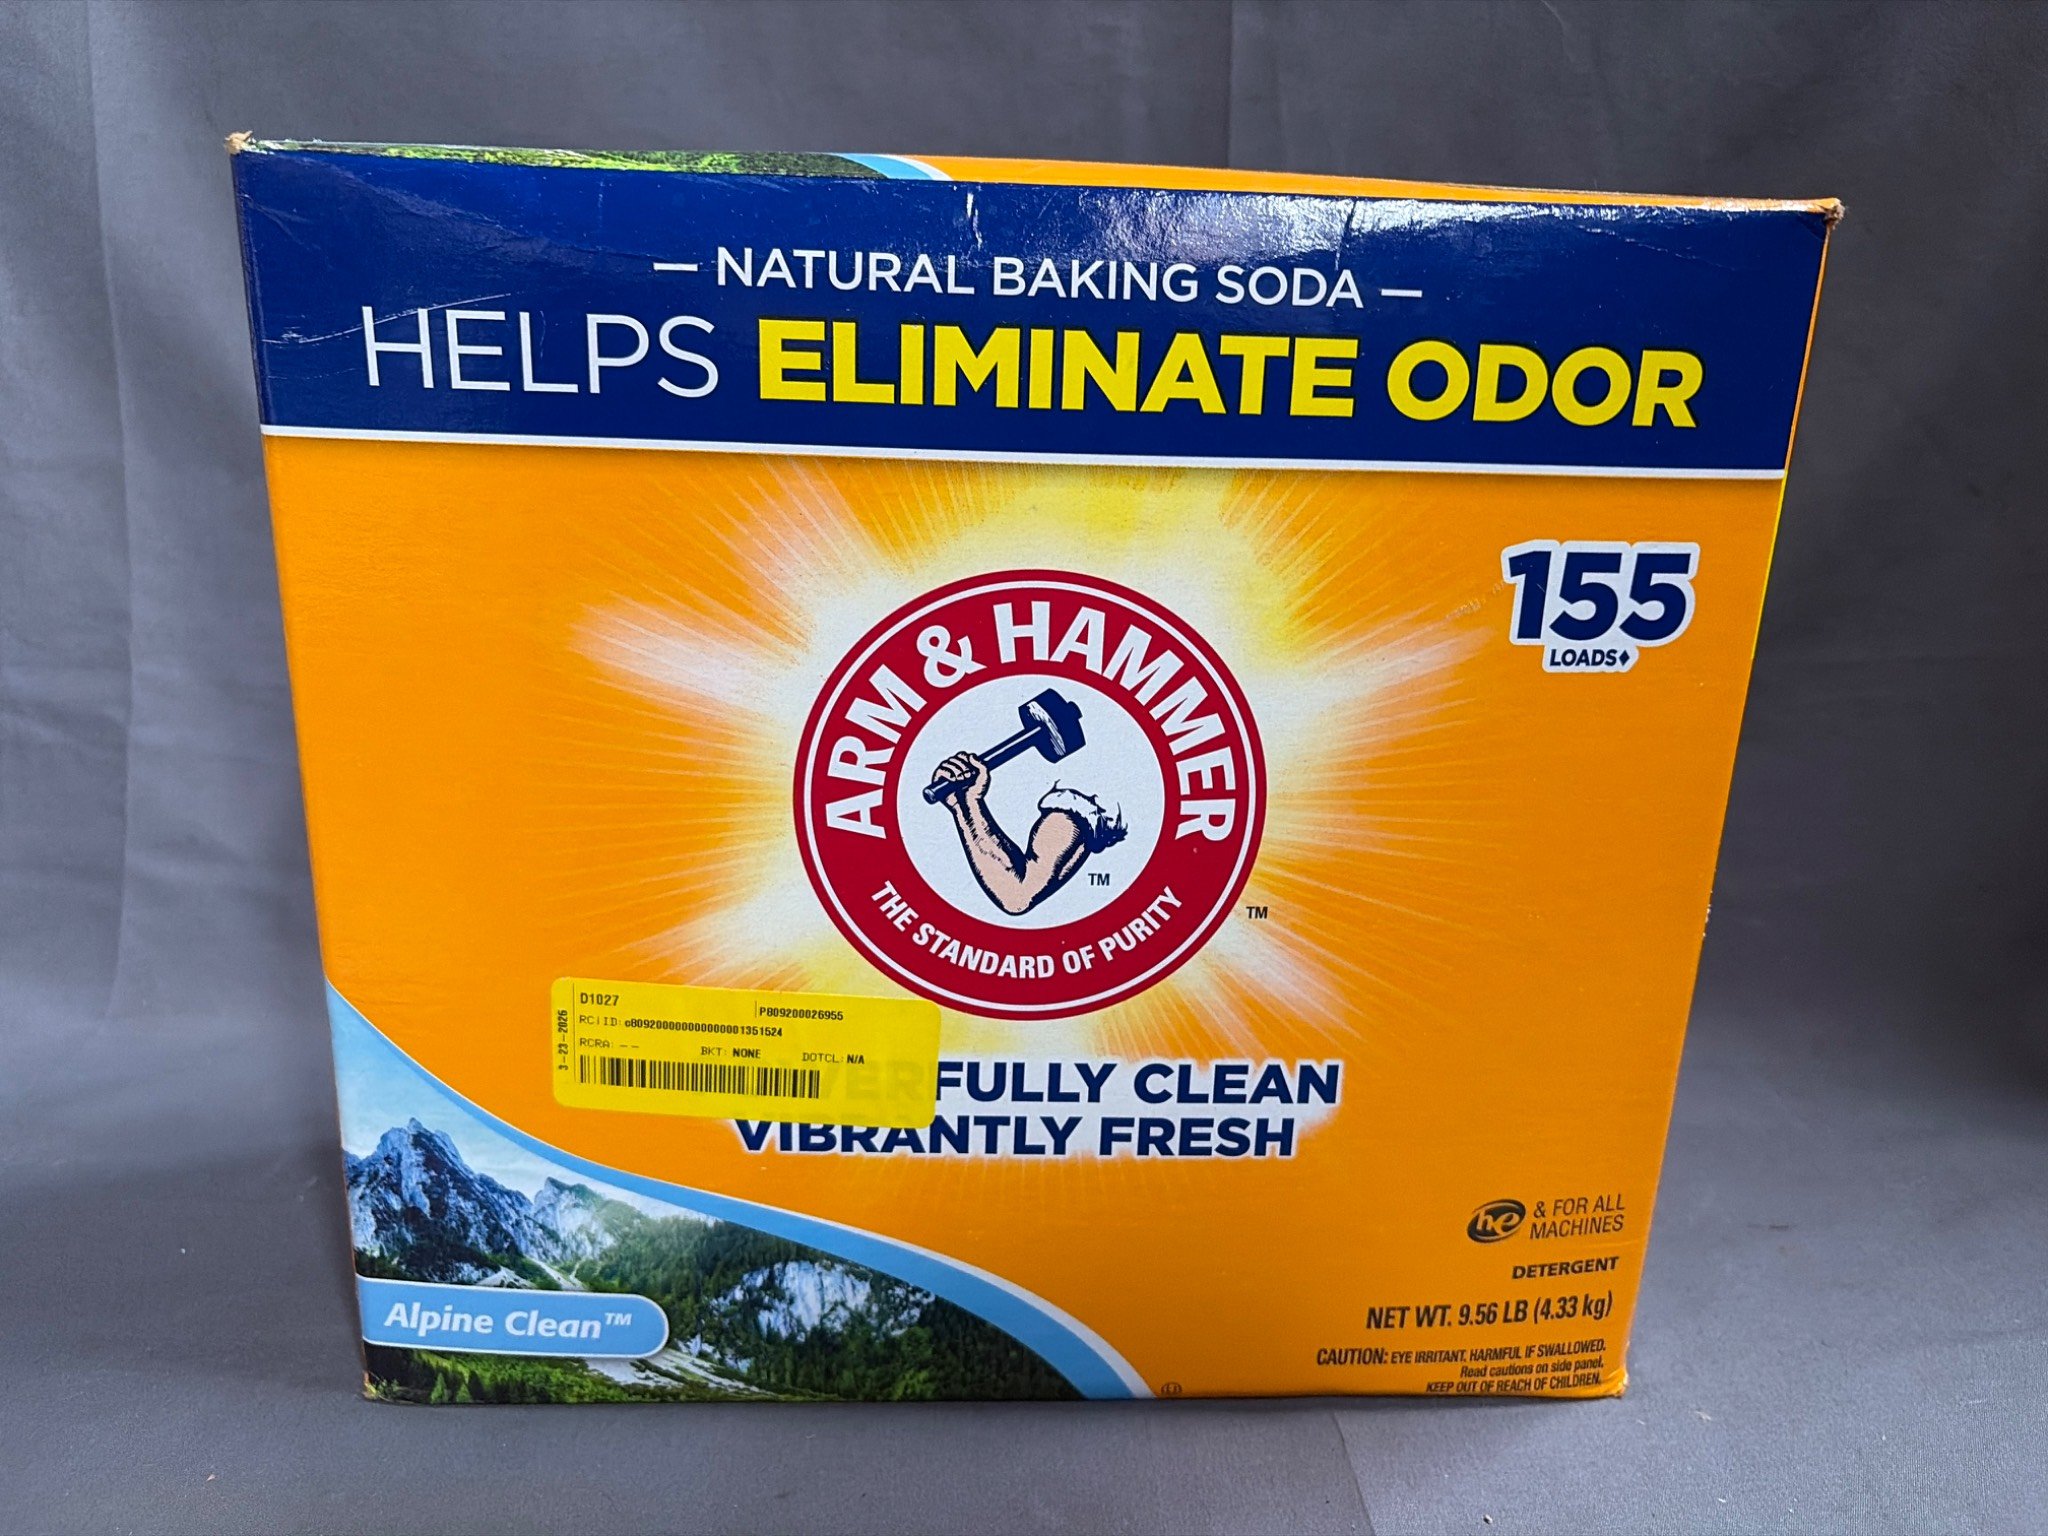 — NATURAL BAKING SODA —
HELPS ELIMINATE ODOR
155
LOADS♦
ARM & HAMMER
THE STANDARD OF PURITY
TM
TM
D1027
P809200026955
3-23-2026
RCRA: --
BKT: NONE
DOTCL: N/A
FULLY CLEAN
VIBRANTLY FRESH
he & FOR ALL
MACHINES
DETERGENT
NET WT. 9.56 LB (4.33 kg)
CAUTION: EYE IRRITANT. HARMFUL IF SWALLOWED.
Read cautions on side panel.
KEEP OUT OF REACH OF CHILDREN.
Alpine Clean™